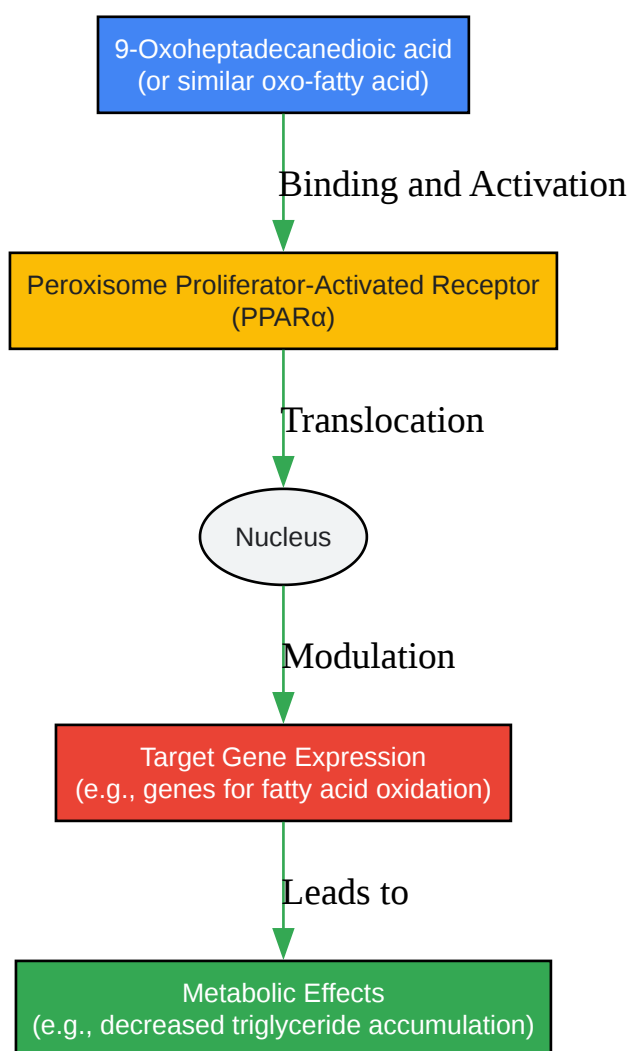 9-Oxoheptadecanedioic acid
(or similar oxo-fatty acid)
Binding and Activation
Peroxisome Proliferator-Activated Receptor
(PPARα)
Translocation
Nucleus
Modulation
Target Gene Expression
(e.g., genes for fatty acid oxidation)
Leads to
Metabolic Effects
(e.g., decreased triglyceride accumulation)